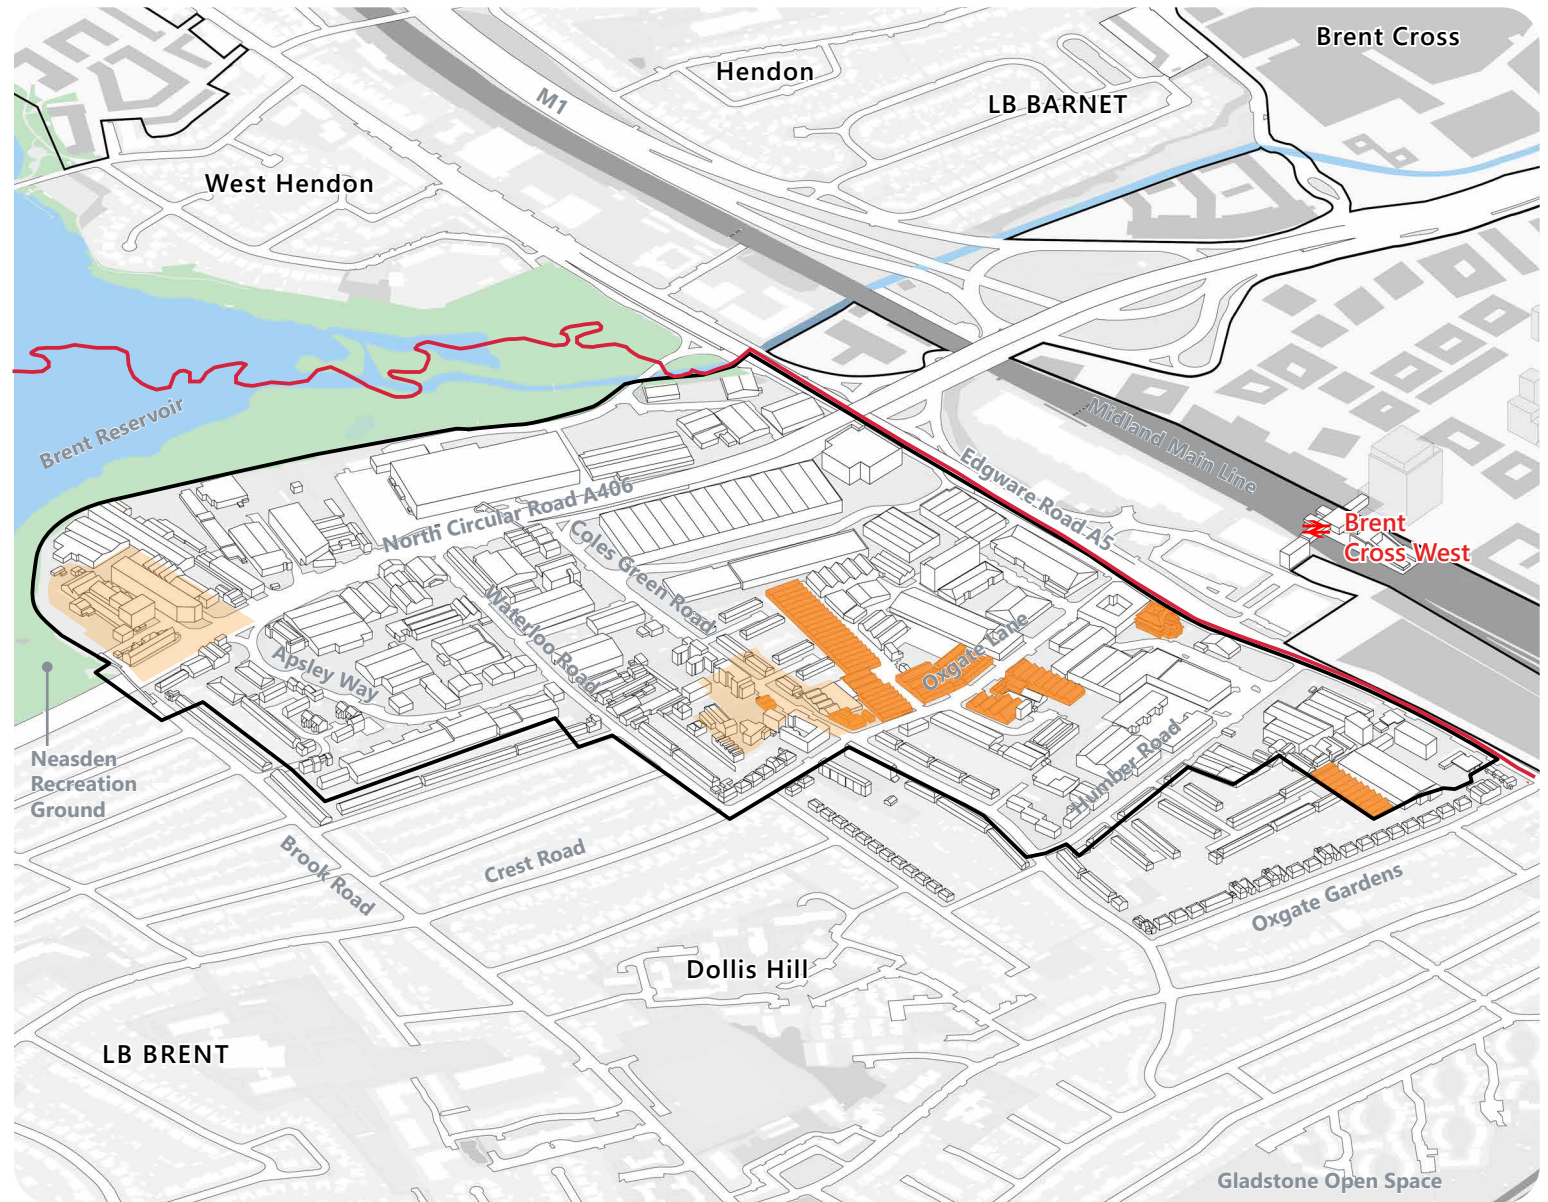 Brent Cross
Hendon
M1
LB BARNET
West Hendon
Brent Reservoir
Midland Main Line
Edgware Road A5
North Circular Road A406
Brent
Cross West
Coles Green Road
Waterloo Road
Oxgate Lane
Apsley Way
Humber Road
Neasden
Recreation
Ground
Brook Road
Crest Road
Oxgate Gardens
Dollis Hill
LB BRENT
Gladstone Open Space